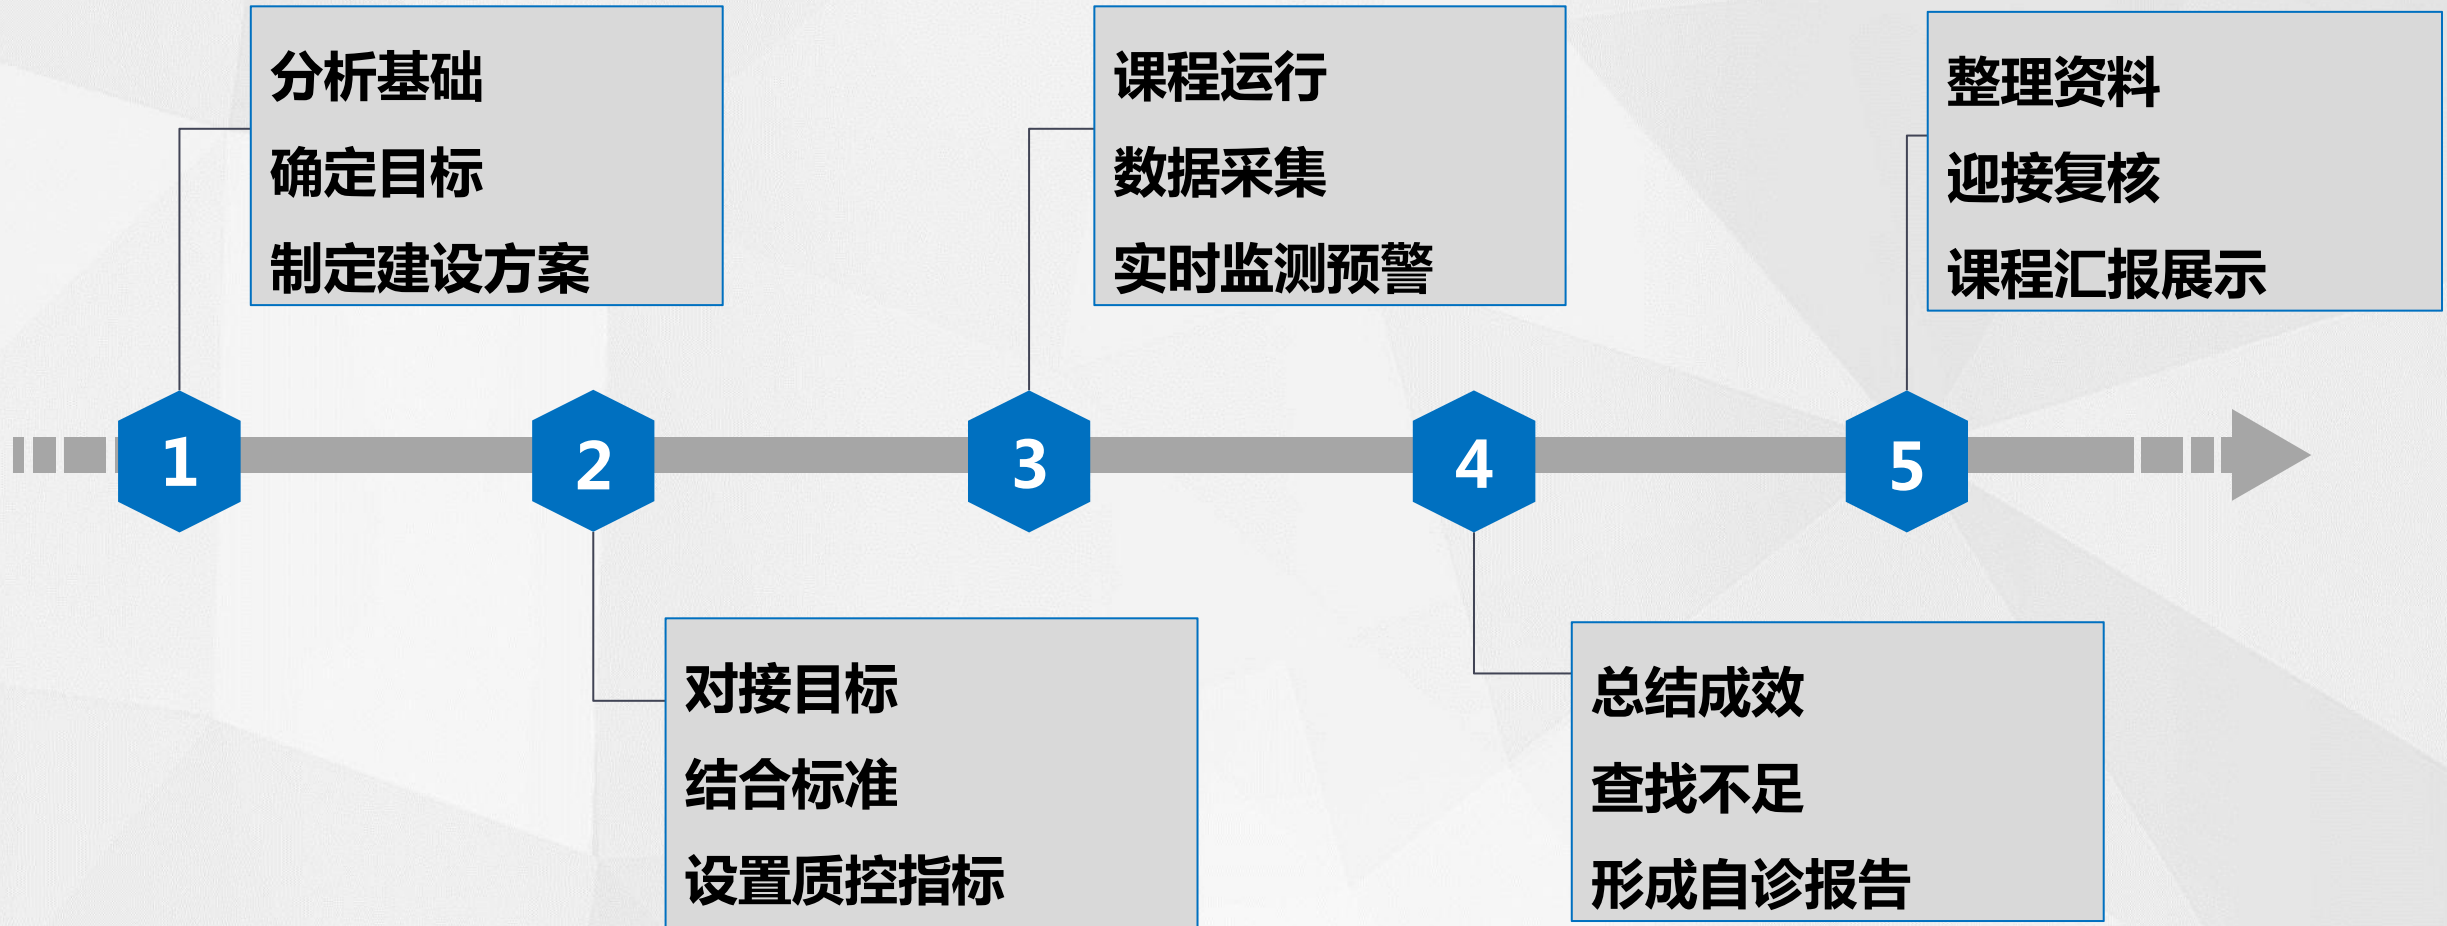 分析基础
确定目标
制定建设方案
课程运行
数据采集
实时监测预警
整理资料
迎接复核
课程汇报展示
1
2
3
4
5
对接目标
结合标准
设置质控指标
总结成效
查找不足
形成自诊报告